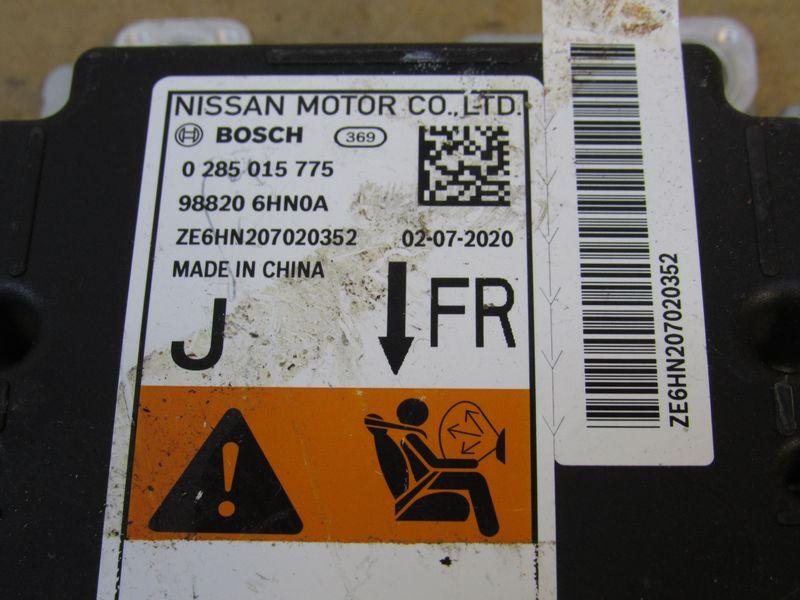 NISSAN MOTOR CO.,LTD.
BOSCH 369
0 285 015 775
98820 6HN0A
ZE6HN207020352 02-07-2020
MADE IN CHINA
J FR
ZE6HN207020352